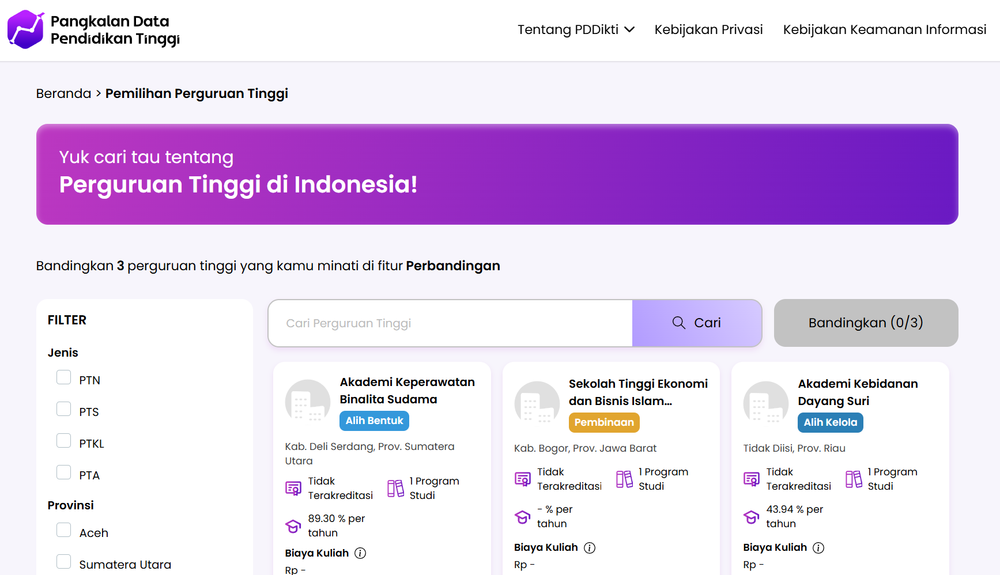 Pangkalan Data
Pendidikan Tinggi
Tentang PDDikti
Kebijakan Privasi
Kebijakan Keamanan Informasi
Beranda > Pemilihan Perguruan Tinggi
Yuk cari tau tentang
Perguruan Tinggi di Indonesia!
Bandingkan 3 perguruan tinggi yang kamu minati di fitur Perbandingan
FILTER
Jenis
PTN
PTS
PTKL
PTA
Provinsi
Aceh
Sumatera Utara
Cari Perguruan Tinggi
Cari
Bandingkan (0/3)
Akademi Keperawatan
Binalita Sudama
Alih Bentuk
Kab. Deli Serdang, Prov. Sumatera
Utara
Tidak
Terakreditasi
1 Program
Studi
89.30 % per
tahun
Biaya Kuliah
Rp -
Sekolah Tinggi Ekonomi
dan Bisnis Islam...
Pembinaan
Kab. Bogor, Prov. Jawa Barat
Tidak
Terakreditasi
1 Program
Studi
- % per
tahun
Biaya Kuliah
Rp -
Akademi Kebidanan
Dayang Suri
Alih Kelola
Tidak Diisi, Prov. Riau
Tidak
Terakreditasi
1 Program
Studi
43.94 % per
tahun
Biaya Kuliah
Rp -